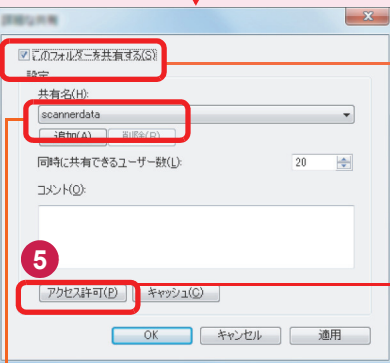 詳細な共有
このフォルダーを共有する(S)
設定
共有名(H):
scannerdata
追加(A) 削除(R)
同時に共有できるユーザー数(L): 20
コメント(O):
5
アクセス許可(P) キャッシュ(C)
OK キャンセル 適用